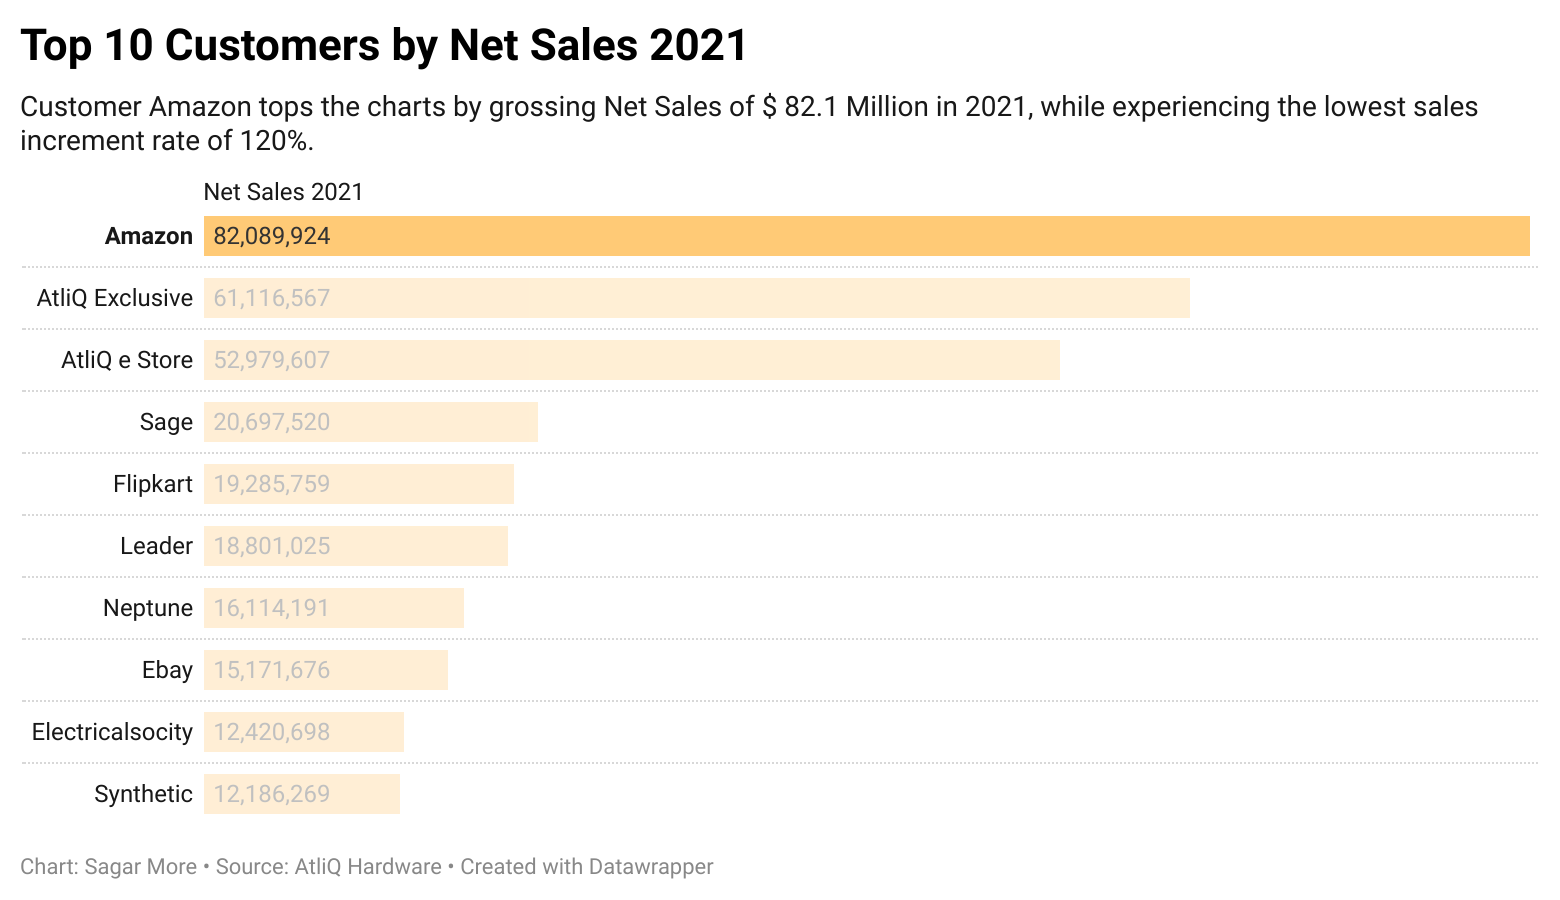 Top 10 Customers by Net Sales 2021
Customer Amazon tops the charts by grossing Net Sales of $ 82.1 Million in 2021, while experiencing the lowest sales
increment rate of 120%.
Net Sales 2021
Amazon 82,089,924
AtliQ Exclusive 61,116,567
AtliQ e Store 52,979,607
Sage 20,697,520
Flipkart 19,285,759
Leader 18,801,025
Neptune 16,114,191
Ebay 15,171,676
Electricalsocity 12,420,698
Synthetic 12,186,269
Chart: Sagar More • Source: AtliQ Hardware • Created with Datawrapper